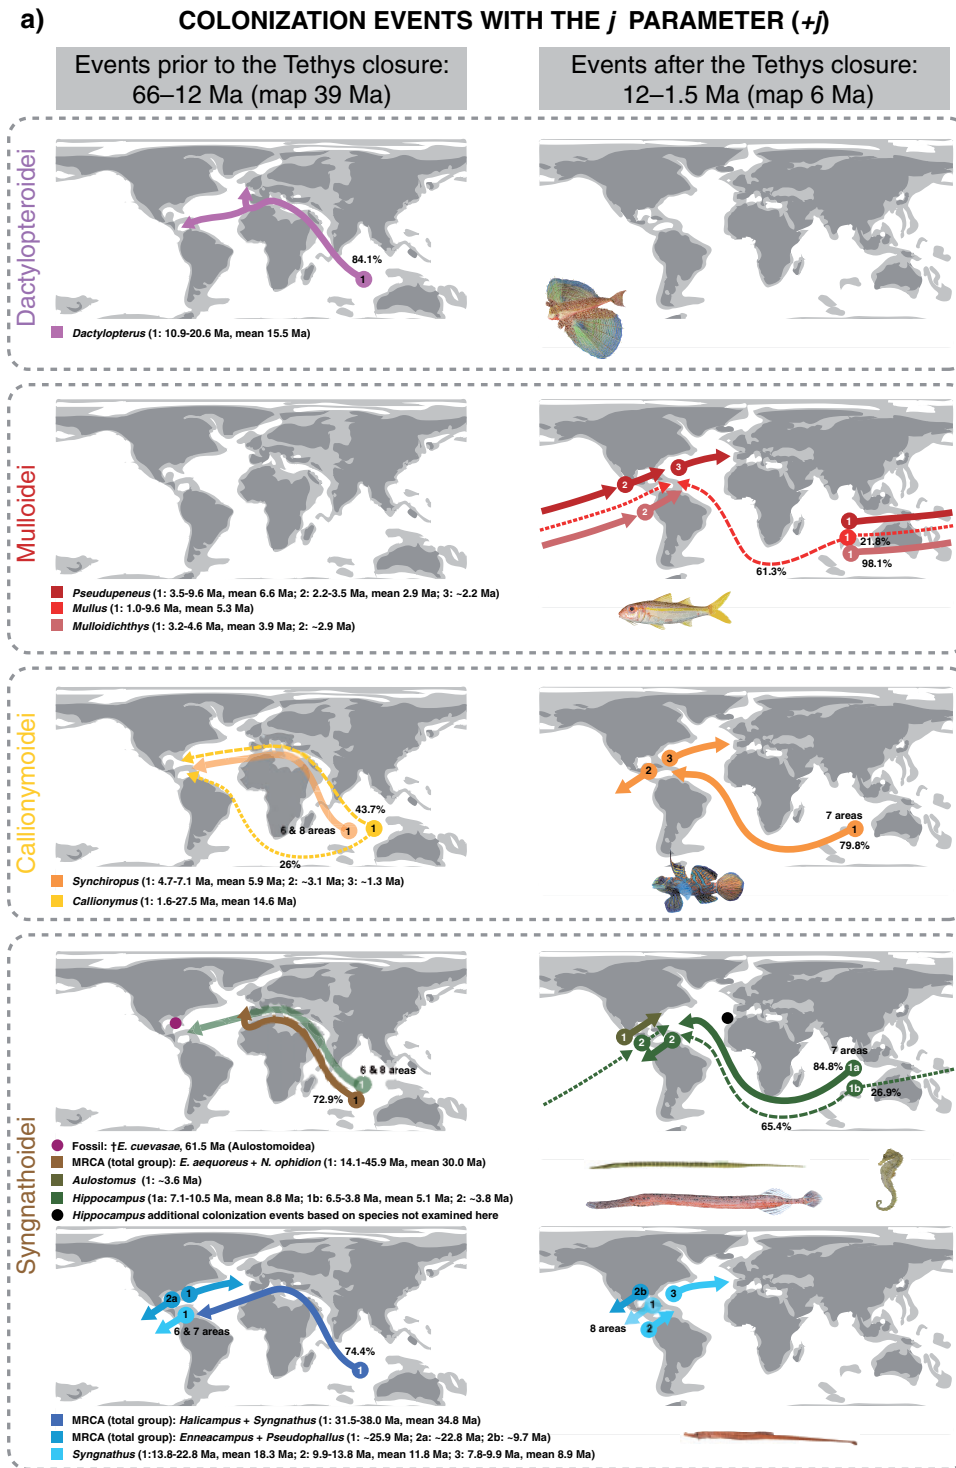 a)
COLONIZATION EVENTS WITH THE j PARAMETER (+j)
Events prior to the Tethys closure:
66–12 Ma (map 39 Ma)
Events after the Tethys closure:
12–1.5 Ma (map 6 Ma)
Dactylopteroidei
84.1%
1
Dactylopterus (1: 10.9-20.6 Ma, mean 15.5 Ma)
Mulloidei
3
2
2
1
1
21.8%
1
98.1%
61.3%
Pseudupeneus (1: 3.5-9.6 Ma, mean 6.6 Ma; 2: 2.2-3.5 Ma, mean 2.9 Ma; 3: ~2.2 Ma)
Mullus (1: 1.0-9.6 Ma, mean 5.3 Ma)
Mulloidichthys (1: 3.2-4.6 Ma, mean 3.9 Ma; 2: ~2.9 Ma)
Callionymoidei
43.7%
6 & 8 areas
1
1
26%
3
2
7 areas
1
79.8%
Synchiropus (1: 4.7-7.1 Ma, mean 5.9 Ma; 2: ~3.1 Ma; 3: ~1.3 Ma)
Callionymus (1: 1.6-27.5 Ma, mean 14.6 Ma)
Syngnathoidei
6 & 8 areas
1
72.9%
1
1
2
2
7 areas
84.8%
1a
1b
26.9%
65.4%
Fossil: †E. cuevasae, 61.5 Ma (Aulostomoidea)
MRCA (total group): E. aequoreus + N. ophidion (1: 14.1-45.9 Ma, mean 30.0 Ma)
Aulostomus (1: ~3.6 Ma)
Hippocampus (1a: 7.1-10.5 Ma, mean 8.8 Ma; 1b: 6.5-3.8 Ma, mean 5.1 Ma; 2: ~3.8 Ma)
Hippocampus additional colonization events based on species not examined here
2a
1
1
6 & 7 areas
74.4%
1
2b
3
1
8 areas
2
MRCA (total group): Halicampus + Syngnathus (1: 31.5-38.0 Ma, mean 34.8 Ma)
MRCA (total group): Enneacampus + Pseudophallus (1: ~25.9 Ma; 2a: ~22.8 Ma; 2b: ~9.7 Ma)
Syngnathus (1:13.8-22.8 Ma, mean 18.3 Ma; 2: 9.9-13.8 Ma, mean 11.8 Ma; 3: 7.8-9.9 Ma, mean 8.9 Ma)